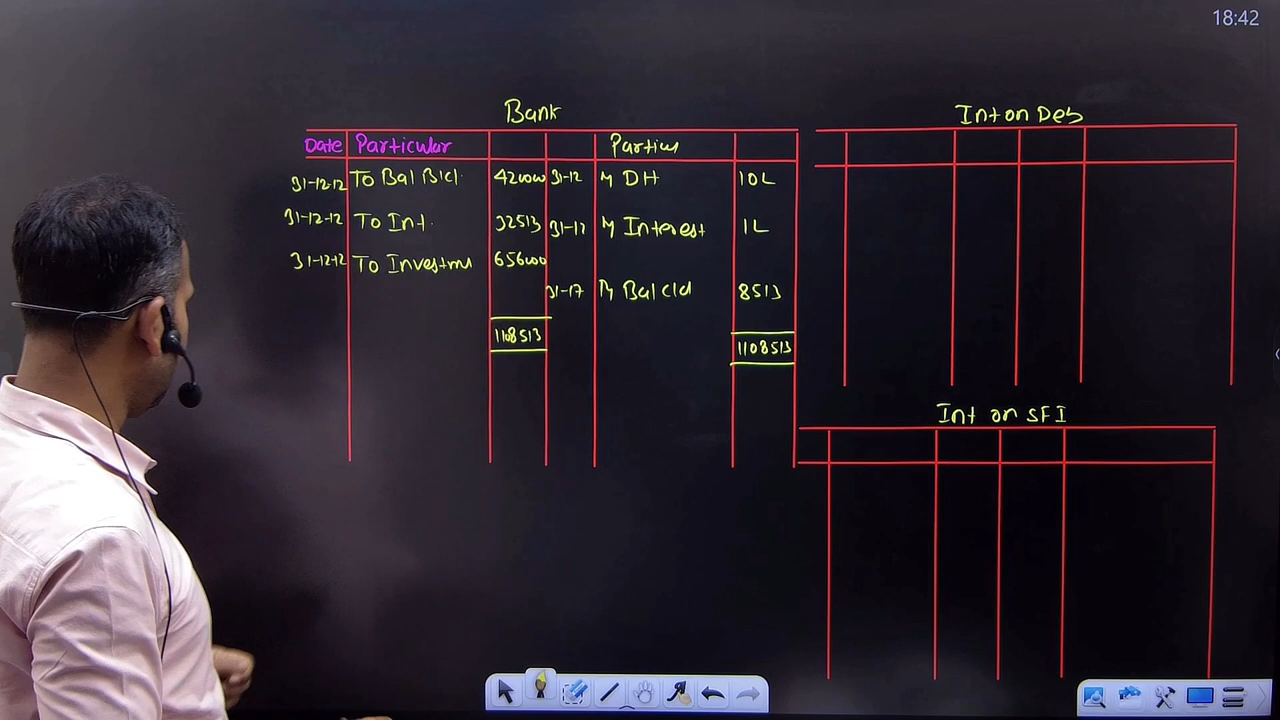 18:42
Bank
Date Particular Particu
31-12-12 To Bal B|d. 420000 31-12 By DH 10L
31-12-12 To Int. 32513 31-12 By Interest 1L
31-12-12 To Investmn 656000
31-12 By Bal c|d 8513
1108513 1108513
Int on Deb
Int on SFI